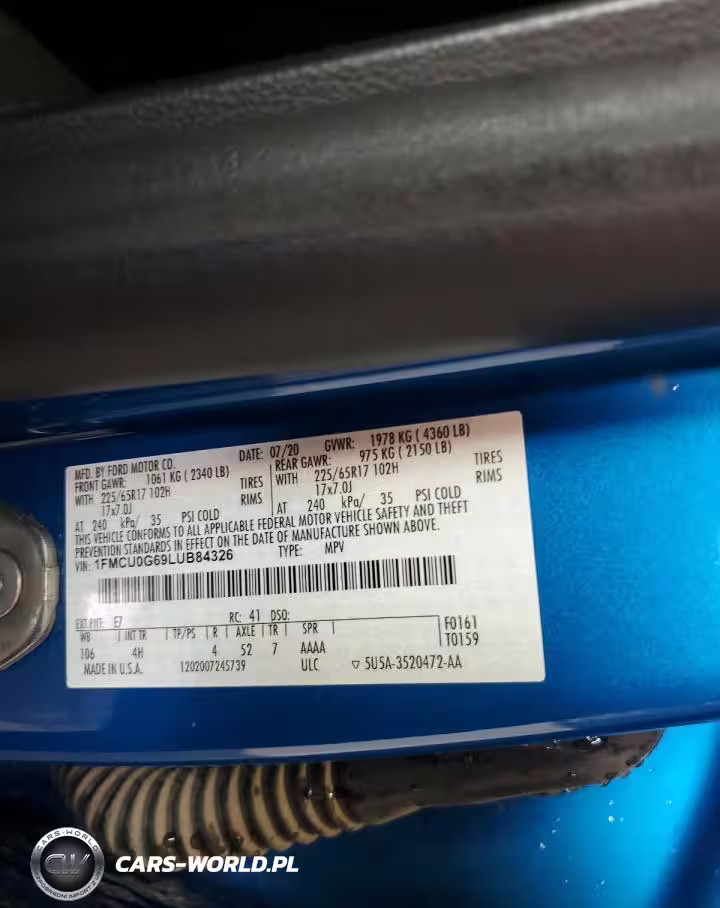 MFD. BY FORD MOTOR CO. DATE: 07/20 GVWR: 1978 KG ( 4360 LB)
FRONT GAWR: 1061 KG ( 2340 LB) REAR GAWR: 975 KG ( 2150 LB)
WITH 225/65R17 102H TIRES WITH 225/65R17 102H TIRES
17x7.0J RIMS 17x7.0J RIMS
AT 240 kPa/ 35 PSI COLD AT 240 kPa/ 35 PSI COLD
THIS VEHICLE CONFORMS TO ALL APPLICABLE FEDERAL MOTOR VEHICLE SAFETY AND THEFT
PREVENTION STANDARDS IN EFFECT ON THE DATE OF MANUFACTURE SHOWN ABOVE.
VIN: 1FMCU0G69LUB84326 TYPE: MPV
EXT PNT: E7 RC: 41 DSO: F0161
WB INT TR TP/PS R AXLE TR SPR T0159
106 4H 4 52 7 AAAA
MADE IN U.S.A. 1202007245739 ULC ▽ 5U5A-3520472-AA
CARS-WORLD
CW
CARS-WORLD.PL